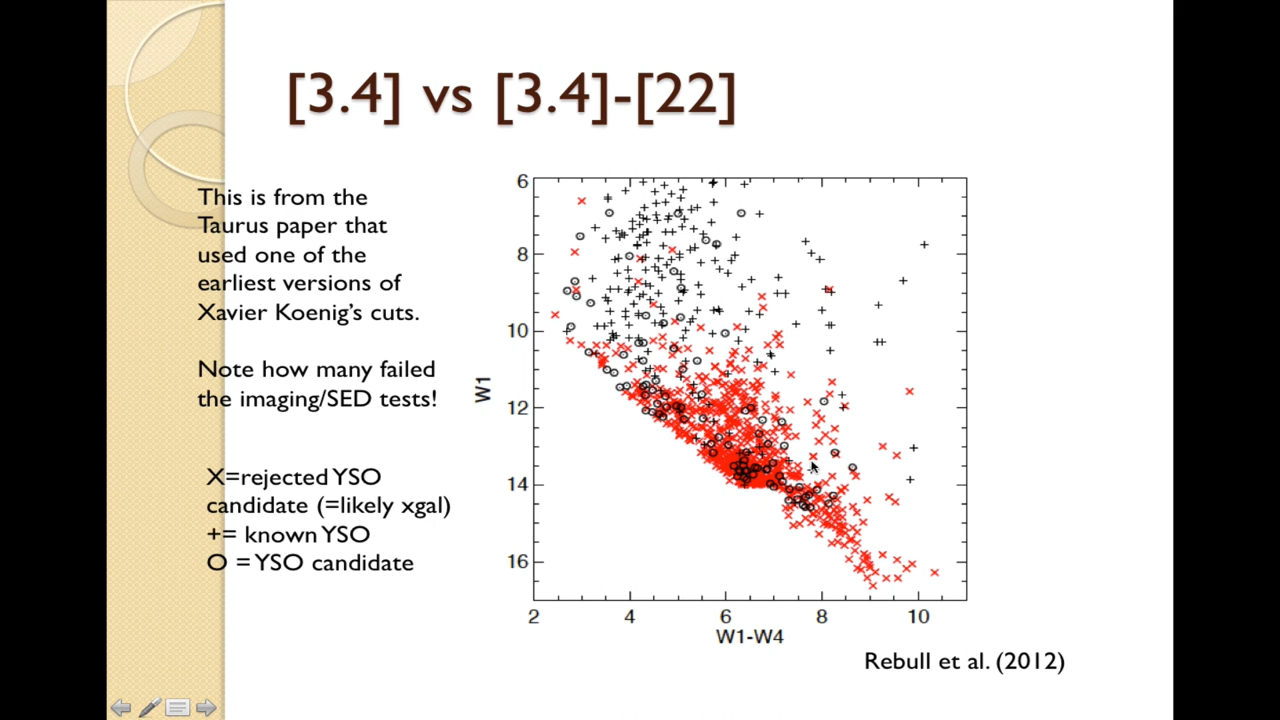 [3.4] vs [3.4]-[22]
This is from the
Taurus paper that
used one of the
earliest versions of
Xavier Koenig's cuts.
Note how many failed
the imaging/SED tests!
X=rejected YSO
candidate (=likely xgal)
+= known YSO
O = YSO candidate
6
8
10
12
14
16
W1
2 4 6 8 10
W1-W4
Rebull et al. (2012)